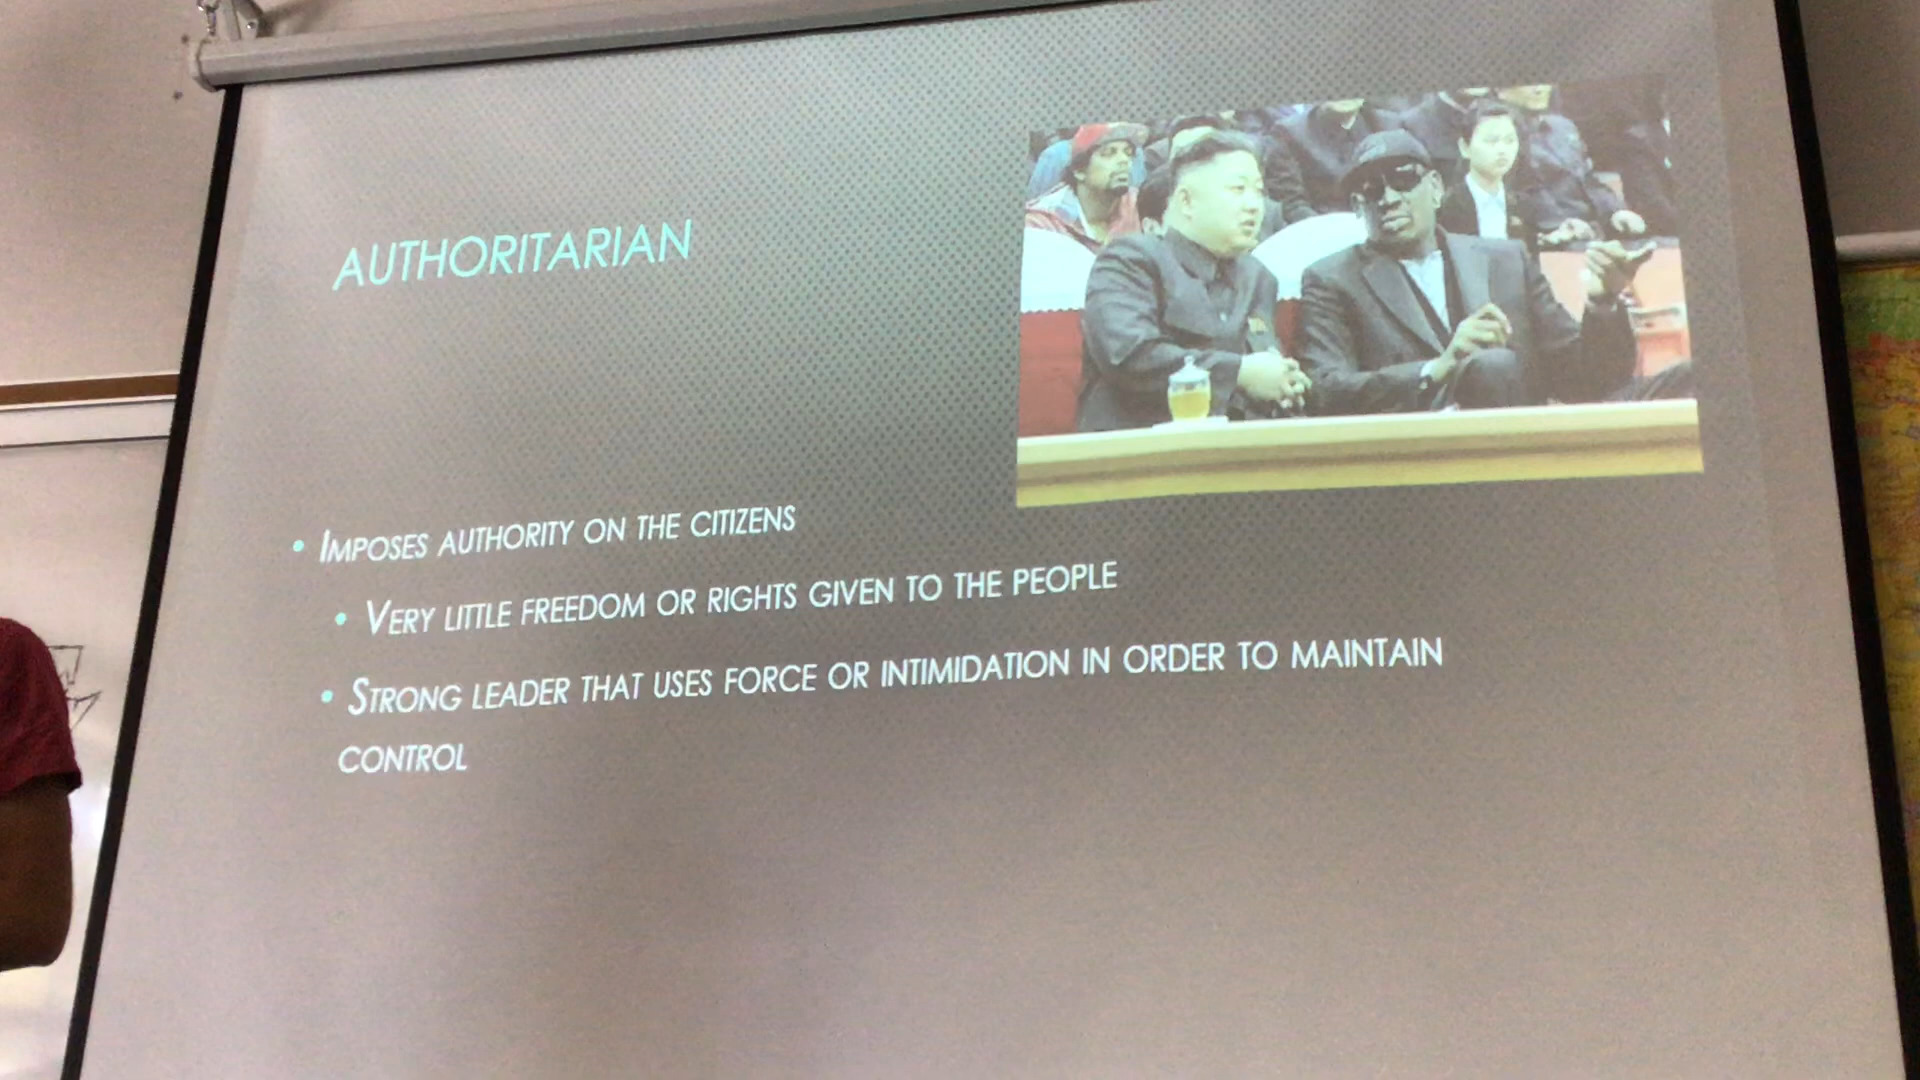 AUTHORITARIAN
• IMPOSES AUTHORITY ON THE CITIZENS
• VERY LITTLE FREEDOM OR RIGHTS GIVEN TO THE PEOPLE
• STRONG LEADER THAT USES FORCE OR INTIMIDATION IN ORDER TO MAINTAIN
CONTROL